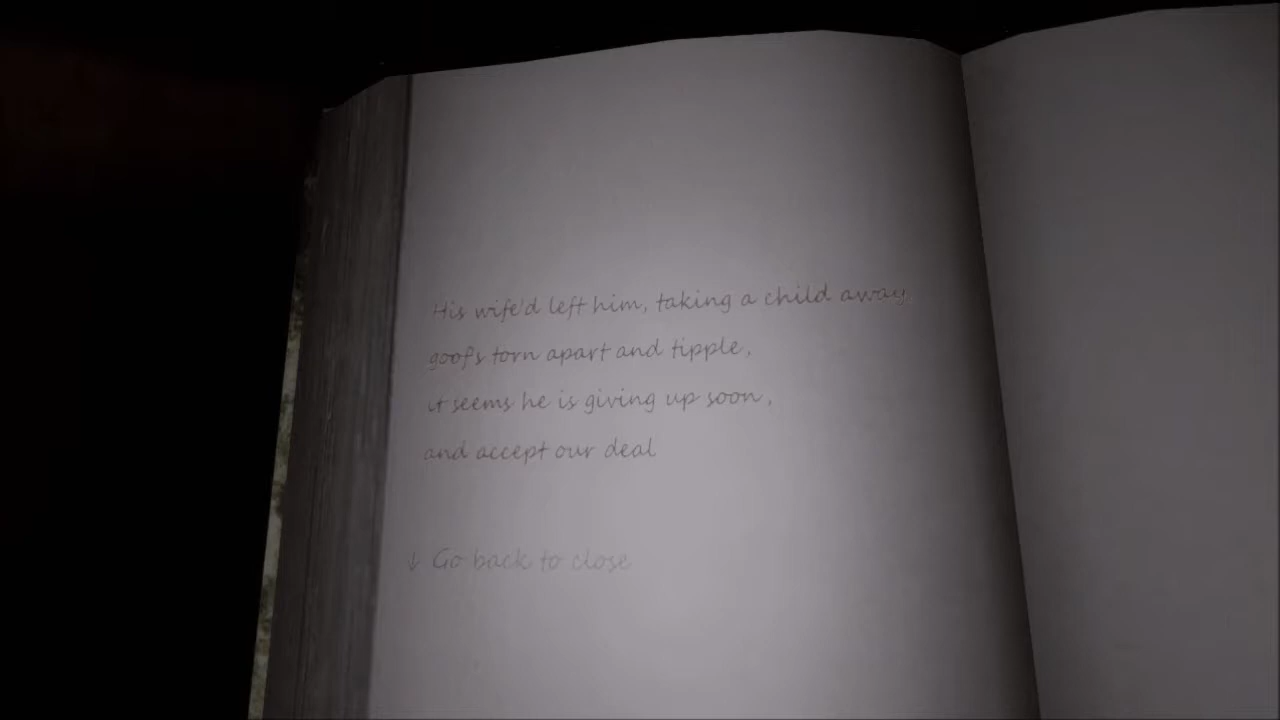 His wife'd left him, taking a child away,
goof's torn apart and tipple,
it seems he is giving up soon,
and accept our deal
↓ Go back to close